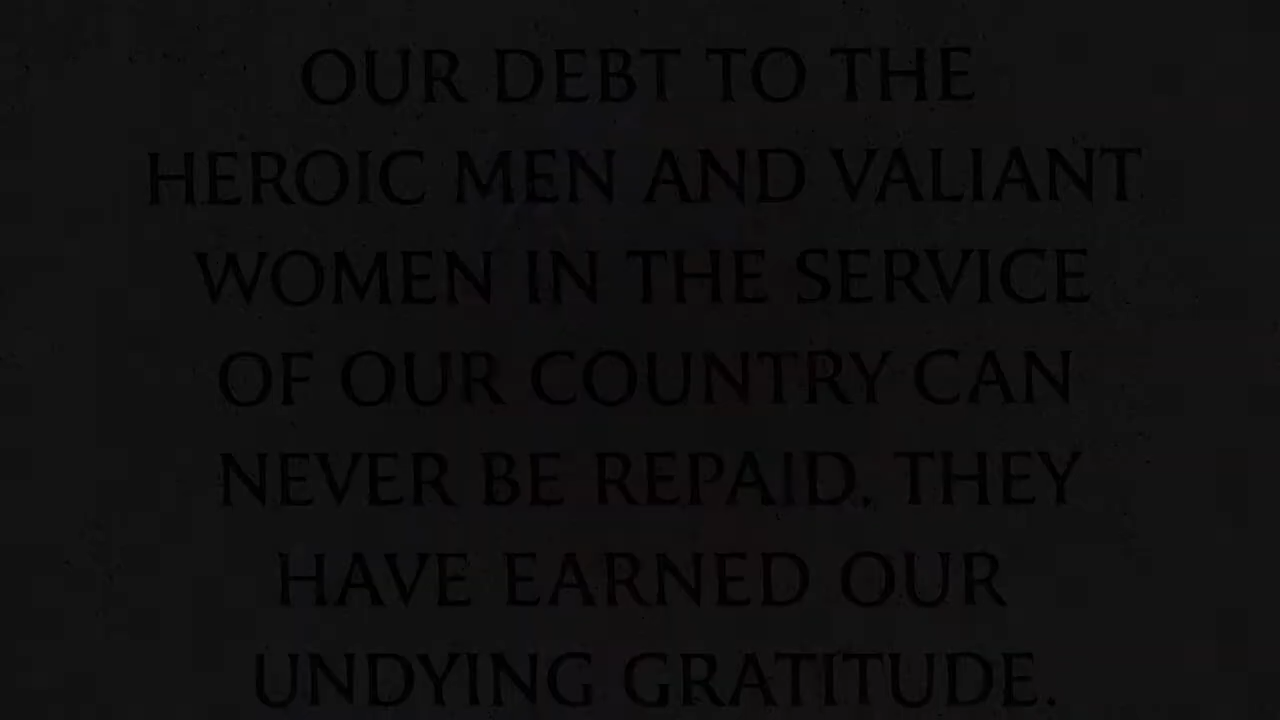 OUR DEBT TO THE
HEROIC MEN AND VALIANT
WOMEN IN THE SERVICE
OF OUR COUNTRY CAN
NEVER BE REPAID. THEY
HAVE EARNED OUR
UNDYING GRATITUDE.